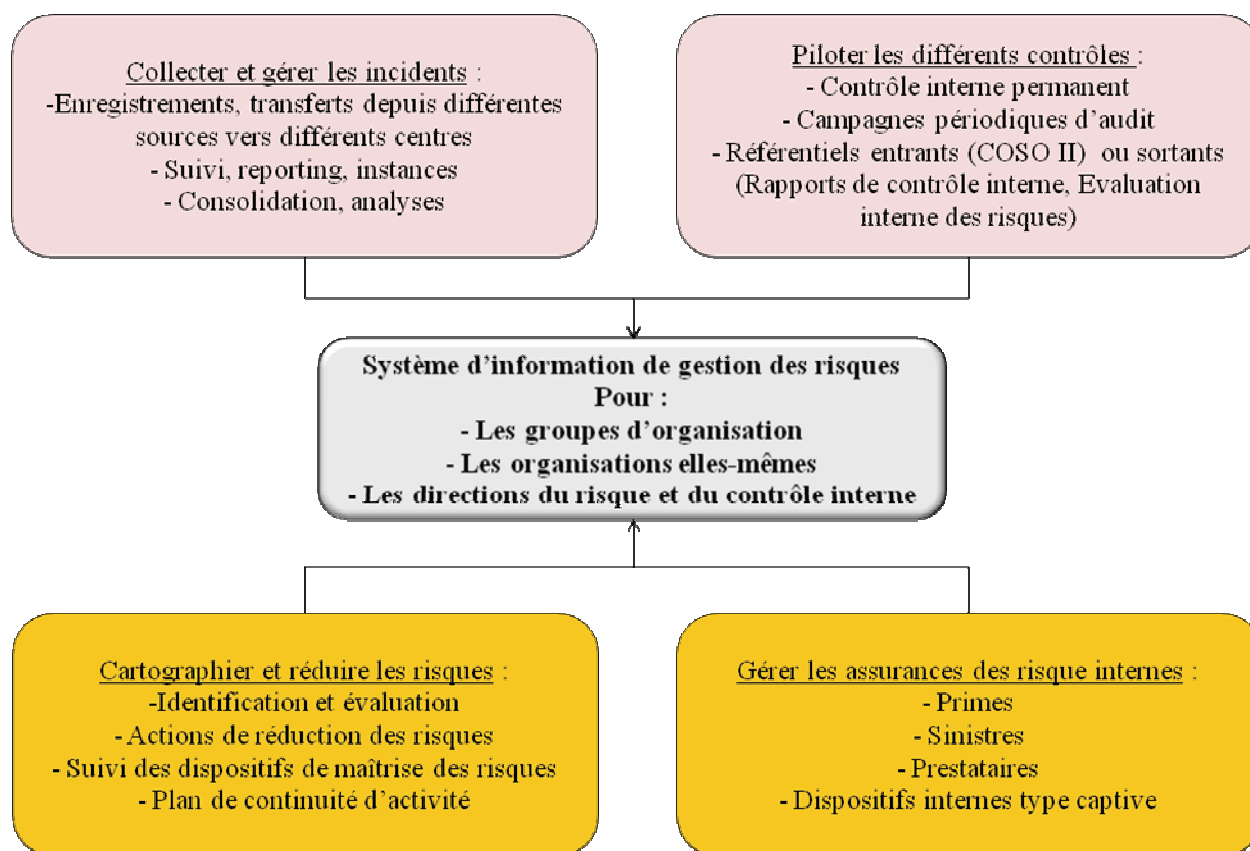 Collecter et gérer les incidents :
-Enregistrements, transferts depuis différentes
sources vers différents centres
- Suivi, reporting, instances
- Consolidation, analyses
Piloter les différents contrôles :
- Contrôle interne permanent
- Campagnes périodiques d'audit
- Référentiels entrants (COSO II) ou sortants
(Rapports de contrôle interne, Evaluation
interne des risques)
Système d'information de gestion des risques
Pour :
- Les groupes d'organisation
- Les organisations elles-mêmes
- Les directions du risque et du contrôle interne
Cartographier et réduire les risques :
-Identification et évaluation
- Actions de réduction des risques
- Suivi des dispositifs de maîtrise des risques
- Plan de continuité d'activité
Gérer les assurances des risque internes :
- Primes
- Sinistres
- Prestataires
- Dispositifs internes type captive